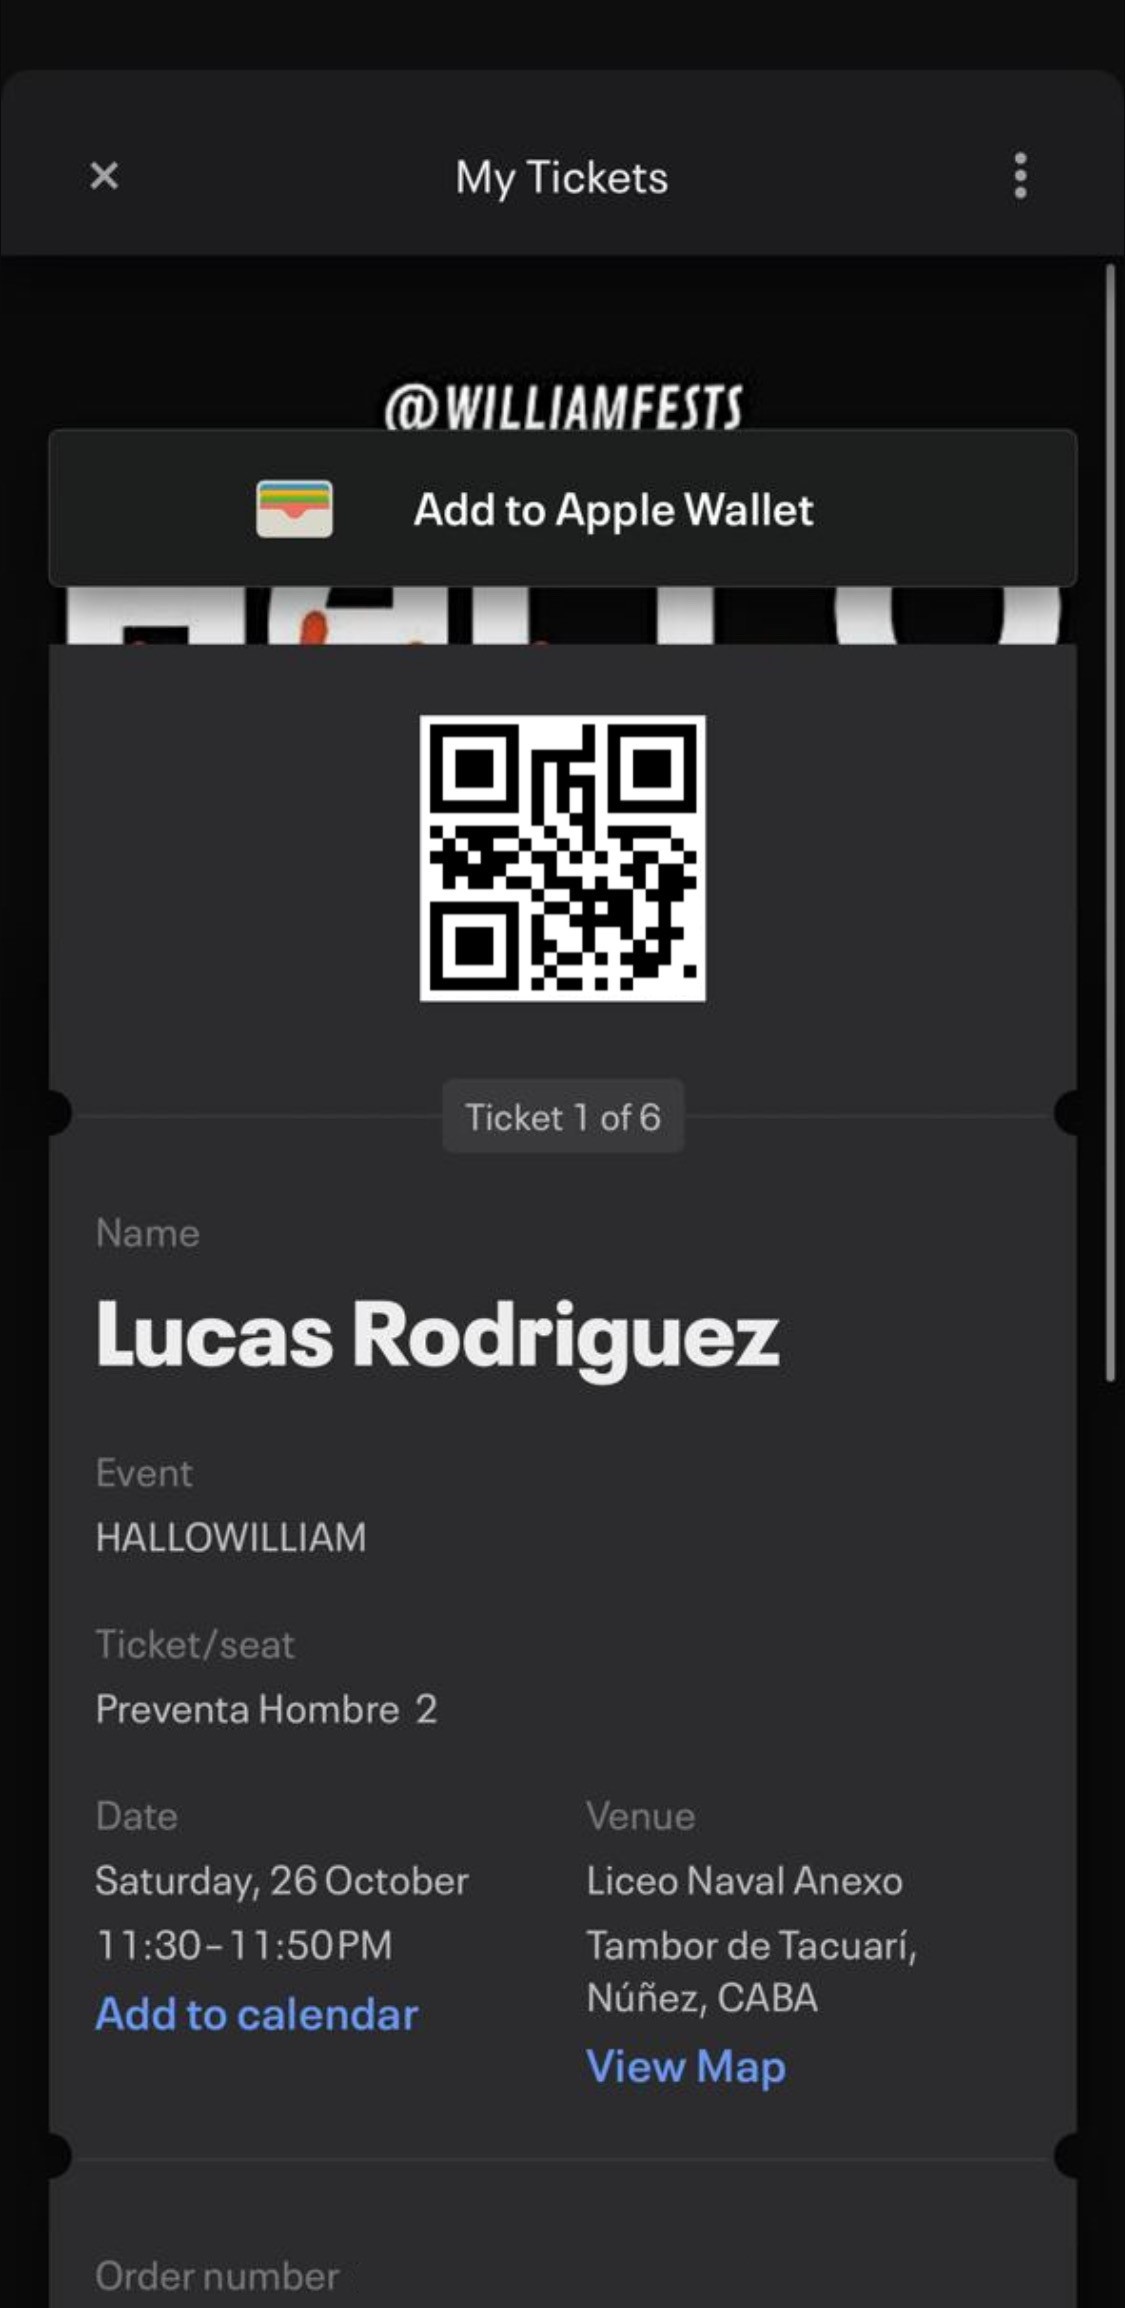 My Tickets
@WILLIAMFESTS
Add to Apple Wallet
Ticket 1 of 6
Name
Lucas Rodriguez
Event
HALLOWILLIAM
Ticket/seat
Preventa Hombre 2
Date
Saturday, 26 October
11:30–11:50PM
Add to calendar
Venue
Liceo Naval Anexo
Tambor de Tacuarí,
Núñez, CABA
View Map
Order number